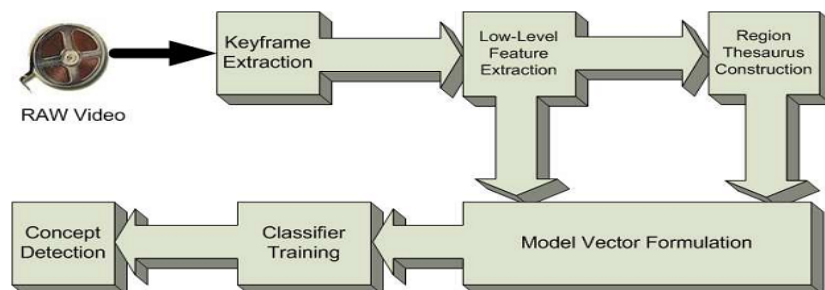 RAW Video
Keyframe
Extraction
Low-Level
Feature
Extraction
Region
Thesaurus
Construction
Model Vector Formulation
Classifier
Training
Concept
Detection